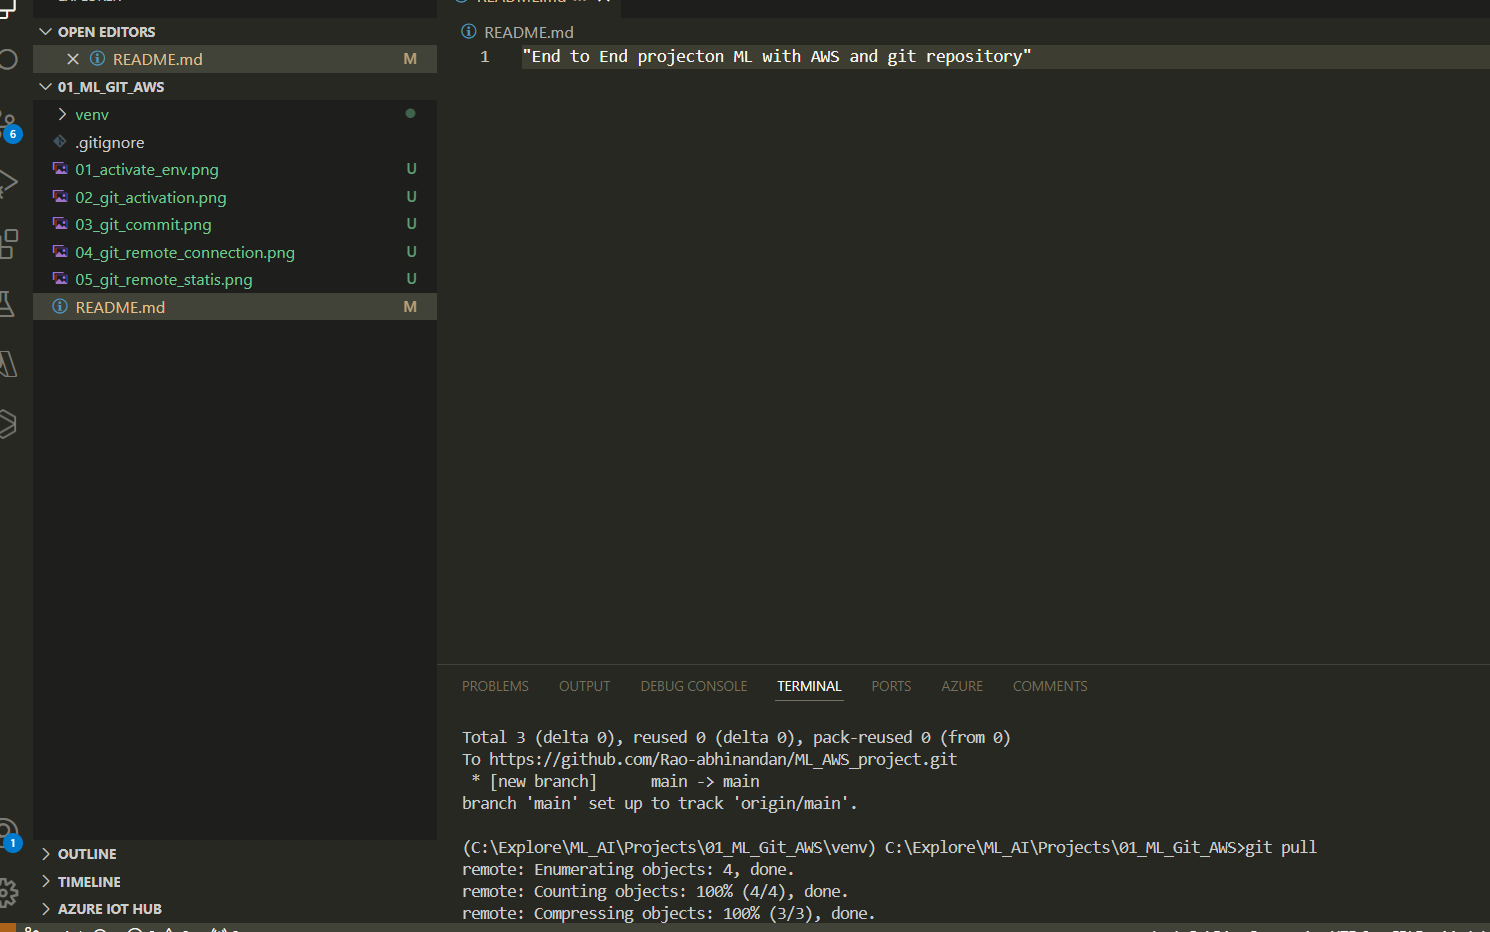 OPEN EDITORS
README.md M
01_ML_GIT_AWS
venv
.gitignore
01_activate_env.png U
02_git_activation.png U
03_git_commit.png U
04_git_remote_connection.png U
05_git_remote_statis.png U
README.md M
6
1
OUTLINE
TIMELINE
AZURE IOT HUB
README.md
1 "End to End projecton ML with AWS and git repository"
PROBLEMS OUTPUT DEBUG CONSOLE TERMINAL PORTS AZURE COMMENTS
Total 3 (delta 0), reused 0 (delta 0), pack-reused 0 (from 0)
To https://github.com/Rao-abhinandan/ML_AWS_project.git
* [new branch] main -> main
branch 'main' set up to track 'origin/main'.
(C:\Explore\ML_AI\Projects\01_ML_Git_AWS\venv) C:\Explore\ML_AI\Projects\01_ML_Git_AWS>git pull
remote: Enumerating objects: 4, done.
remote: Counting objects: 100% (4/4), done.
remote: Compressing objects: 100% (3/3), done.